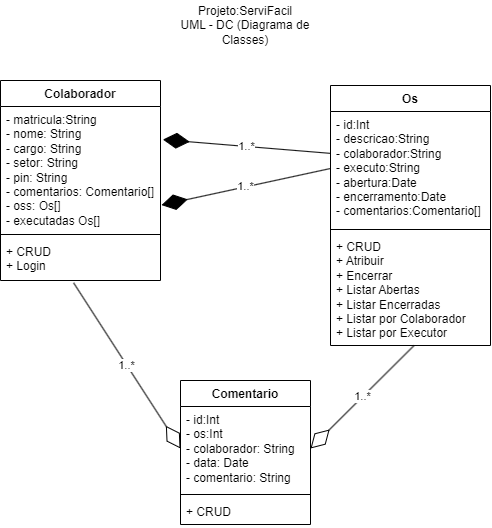 Projeto:ServiFacil
UML - DC (Diagrama de
Classes)
Colaborador
- matricula:String
- nome: String
- cargo: String
- setor: String
- pin: String
- comentarios: Comentario[]
- oss: Os[]
- executadas Os[]
+ CRUD
+ Login
1..*
1..*
Os
- id:Int
- descricao:String
- colaborador:String
- executo:String
- abertura:Date
- encerramento:Date
- comentarios:Comentario[]
+ CRUD
+ Atribuir
+ Encerrar
+ Listar Abertas
+ Listar Encerradas
+ Listar por Colaborador
+ Listar por Executor
1..*
1..*
Comentario
- id:Int
- os:Int
- colaborador: String
- data: Date
- comentario: String
+ CRUD